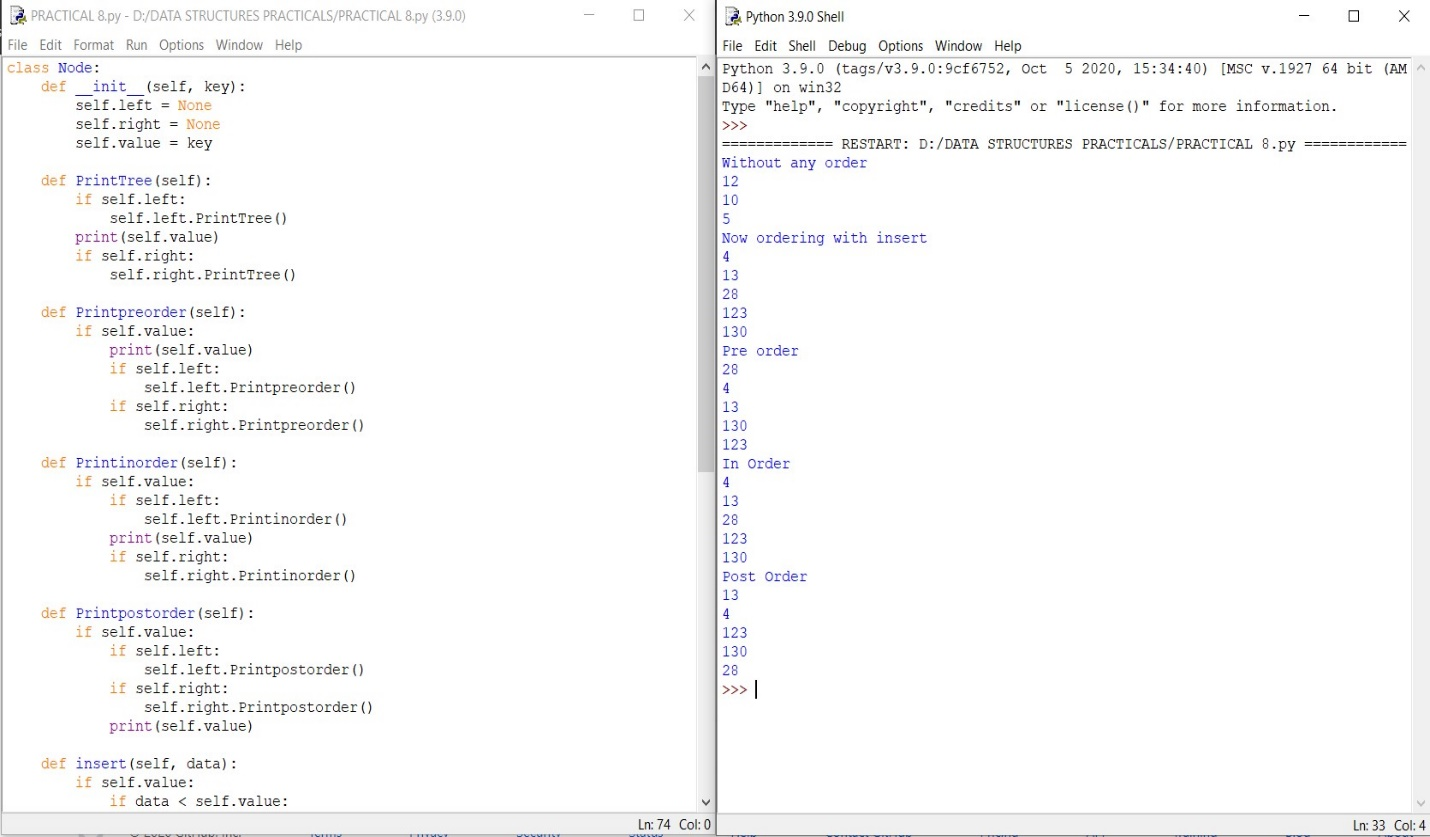 PRACTICAL 8.py - D:/DATA STRUCTURES PRACTICALS/PRACTICAL 8.py (3.9.0)
File Edit Format Run Options Window Help
class Node:
    def __init__(self, key):
        self.left = None
        self.right = None
        self.value = key

    def PrintTree(self):
        if self.left:
            self.left.PrintTree()
        print(self.value)
        if self.right:
            self.right.PrintTree()

    def Printpreorder(self):
        if self.value:
            print(self.value)
            if self.left:
                self.left.Printpreorder()
            if self.right:
                self.right.Printpreorder()

    def Printinorder(self):
        if self.value:
            if self.left:
                self.left.Printinorder()
            print(self.value)
            if self.right:
                self.right.Printinorder()

    def Printpostorder(self):
        if self.value:
            if self.left:
                self.left.Printpostorder()
            if self.right:
                self.right.Printpostorder()
            print(self.value)

    def insert(self, data):
        if self.value:
            if data < self.value:
Ln: 74 Col: 0
Python 3.9.0 Shell
File Edit Shell Debug Options Window Help
Python 3.9.0 (tags/v3.9.0:9cf6752, Oct  5 2020, 15:34:40) [MSC v.1927 64 bit (AM
D64)] on win32
Type "help", "copyright", "credits" or "license()" for more information.
>>>
============= RESTART: D:/DATA STRUCTURES PRACTICALS/PRACTICAL 8.py ============
Without any order
12
10
5
Now ordering with insert
4
13
28
123
130
Pre order
28
4
13
130
123
In Order
4
13
28
123
130
Post Order
13
4
123
130
28
>>>
Ln: 33 Col: 4